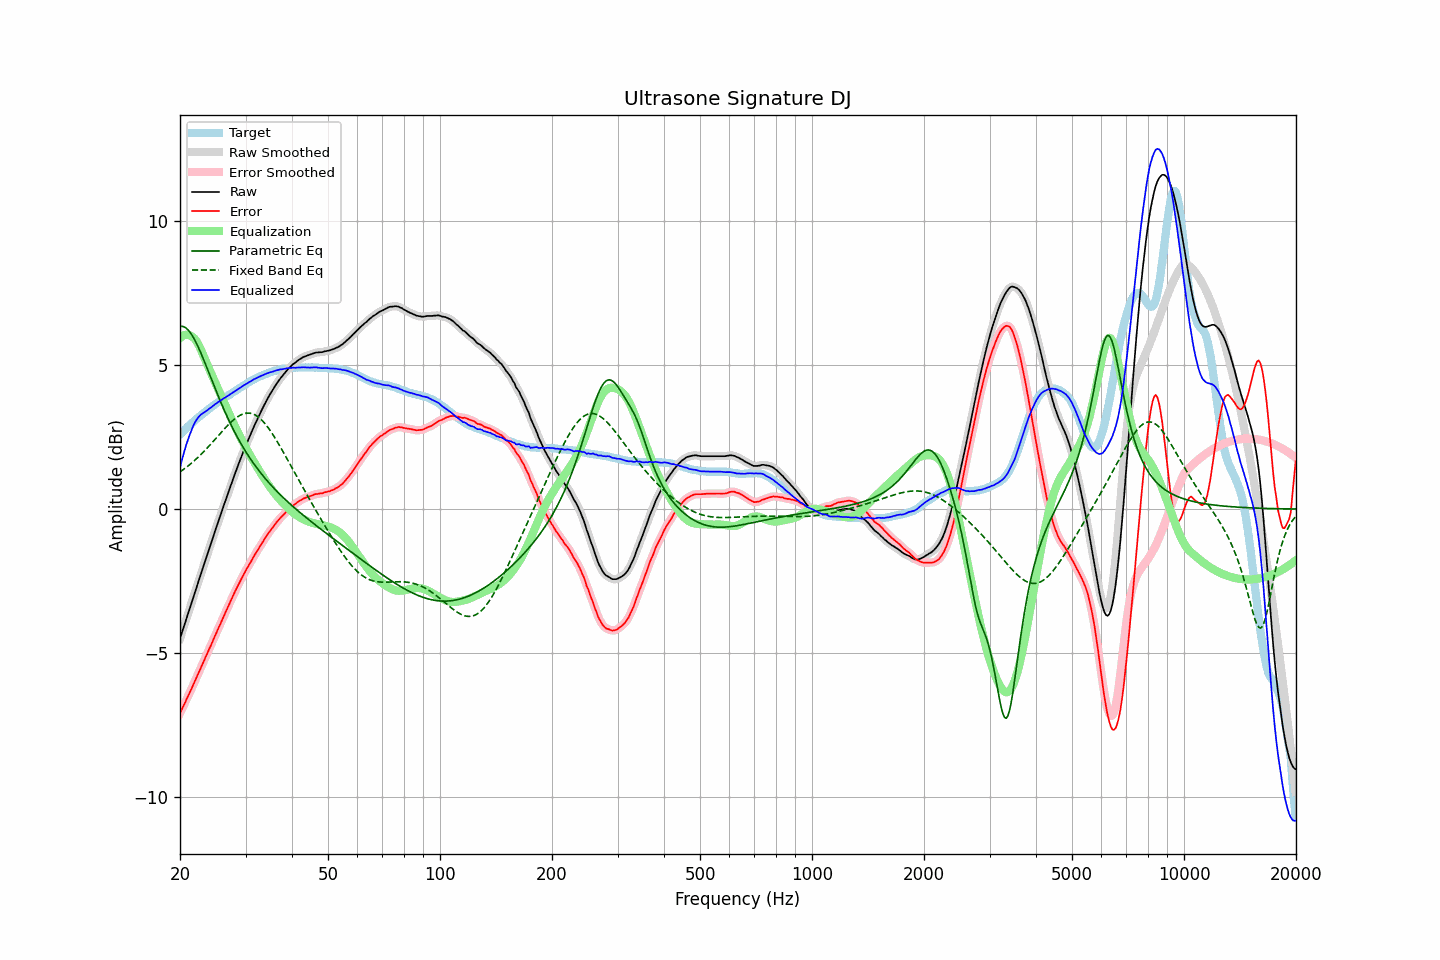 Ultrasone Signature DJ
Target
Raw Smoothed
Error Smoothed
Raw
Error
Equalization
Parametric Eq
Fixed Band Eq
Equalized
Amplitude (dBr)
10
5
0
−5
−10
20
50
100
200
500
1000
2000
5000
10000
20000
Frequency (Hz)